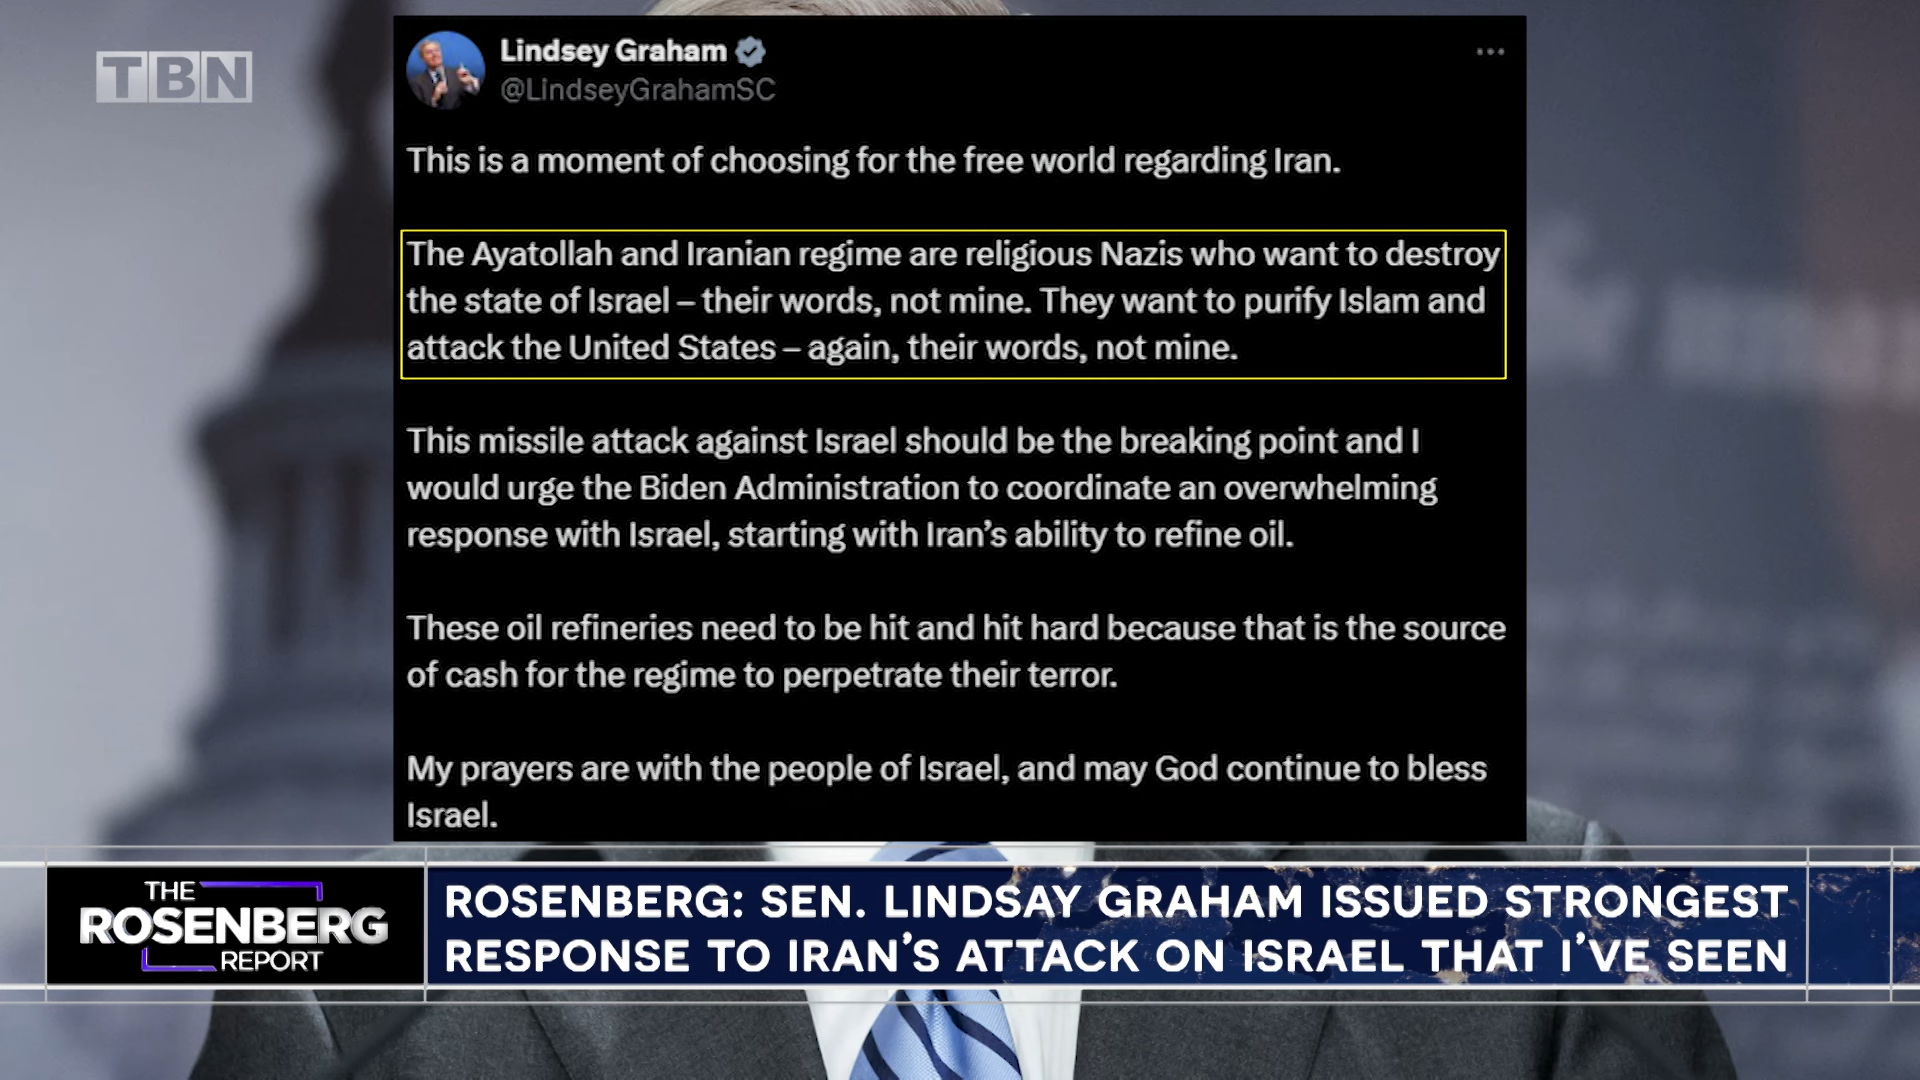 TBN
Lindsey Graham
@LindseyGrahamSC
This is a moment of choosing for the free world regarding Iran.
The Ayatollah and Iranian regime are religious Nazis who want to destroy
the state of Israel – their words, not mine. They want to purify Islam and
attack the United States – again, their words, not mine.
This missile attack against Israel should be the breaking point and I
would urge the Biden Administration to coordinate an overwhelming
response with Israel, starting with Iran’s ability to refine oil.
These oil refineries need to be hit and hit hard because that is the source
of cash for the regime to perpetrate their terror.
My prayers are with the people of Israel, and may God continue to bless
Israel.
THE
ROSENBERG
REPORT
ROSENBERG: SEN. LINDSAY GRAHAM ISSUED STRONGEST
RESPONSE TO IRAN’S ATTACK ON ISRAEL THAT I’VE SEEN